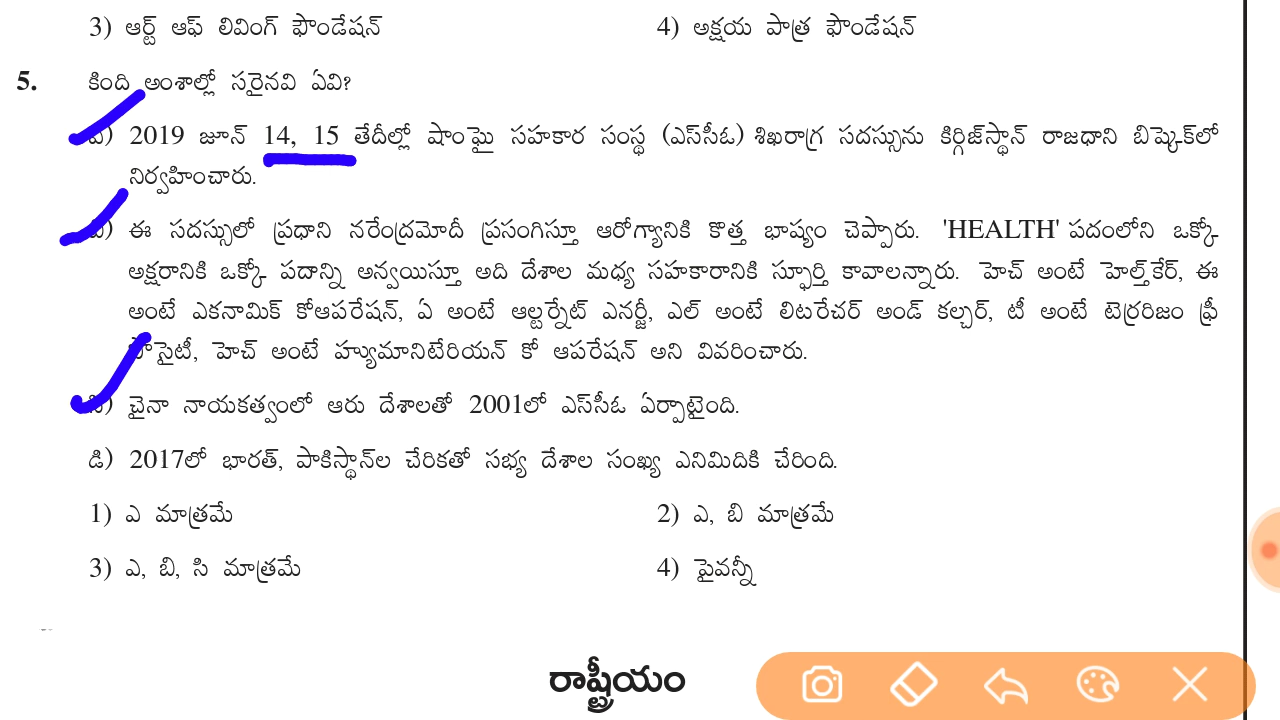 3) ఆర్ట్ ఆఫ్ లివింగ్ ఫౌండేషన్ 4) అక్షయ పాత్ర ఫౌండేషన్
5. కింది అంశాల్లో సరైనవి ఏవి?
2019 జూన్ 14, 15 తేదీల్లో షాంఘై సహకార సంస్థ (ఎస్‌సీఓ) శిఖరాగ్ర సదస్సును కిర్గిజ్‌స్థాన్ రాజధాని బిష్కెక్‌లో
నిర్వహించారు.
ఈ సదస్సులో ప్రధాని నరేంద్రమోదీ ప్రసంగిస్తూ ఆరోగ్యానికి కొత్త భాష్యం చెప్పారు. 'HEALTH' పదంలోని ఒక్కో
అక్షరానికి ఒక్కో పదాన్ని అన్వయిస్తూ అది దేశాల మధ్య సహకారానికి స్ఫూర్తి కావాలన్నారు. హెచ్ అంటే హెల్త్‌కేర్, ఈ
అంటే ఎకనామిక్ కోఆపరేషన్, ఏ అంటే ఆల్టర్నేట్ ఎనర్జీ, ఎల్ అంటే లిటరేచర్ అండ్ కల్చర్, టీ అంటే టెర్రరిజం ఫ్రీ
సొసైటీ, హెచ్ అంటే హ్యుమానిటేరియన్ కో ఆపరేషన్ అని వివరించారు.
సి) చైనా నాయకత్వంలో ఆరు దేశాలతో 2001లో ఎస్‌సీఓ ఏర్పాటైంది.
డి) 2017లో భారత్, పాకిస్థాన్‌ల చేరికతో సభ్య దేశాల సంఖ్య ఎనిమిదికి చేరింది.
1) ఎ మాత్రమే 2) ఎ, బి మాత్రమే
3) ఎ, బి, సి మాత్రమే 4) పైవన్నీ
రాష్ట్రీయం